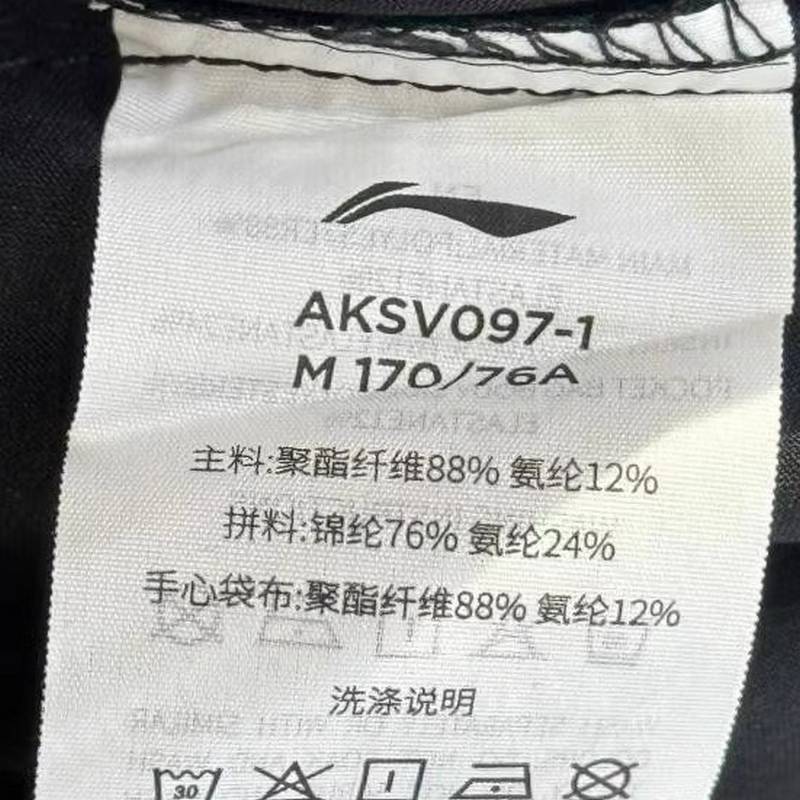 AKSV097-1
M 170/76A
主料:聚酯纤维88% 氨纶12%
拼料:锦纶76% 氨纶24%
手心袋布:聚酯纤维88% 氨纶12%
洗涤说明
30